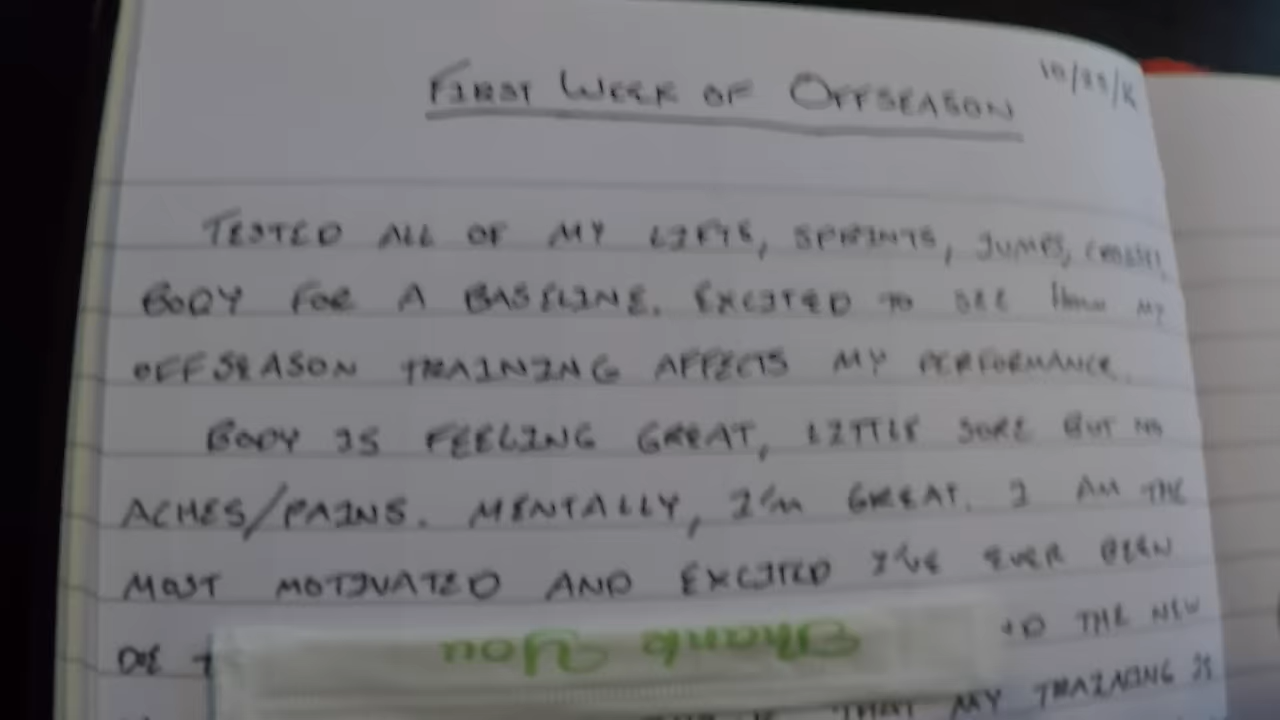 FIRST WEEK OF OFFSEASON
TESTED ALL OF MY LIFTS, SPRINTS, JUMPS,
BODY FOR A BASELINE. EXCITED TO SEE HOW MY
OFFSEASON TRAINING AFFECTS MY PERFORMANCE.
BODY IS FEELING GREAT, LITTLE SORE BUT NO
ACHES/PAINS. MENTALLY, I'M GREAT. I AM THE
MOST MOTIVATED AND EXCITED I'VE EVER BEEN
THE NEW
Thank You
THAT MY TRAINING IS